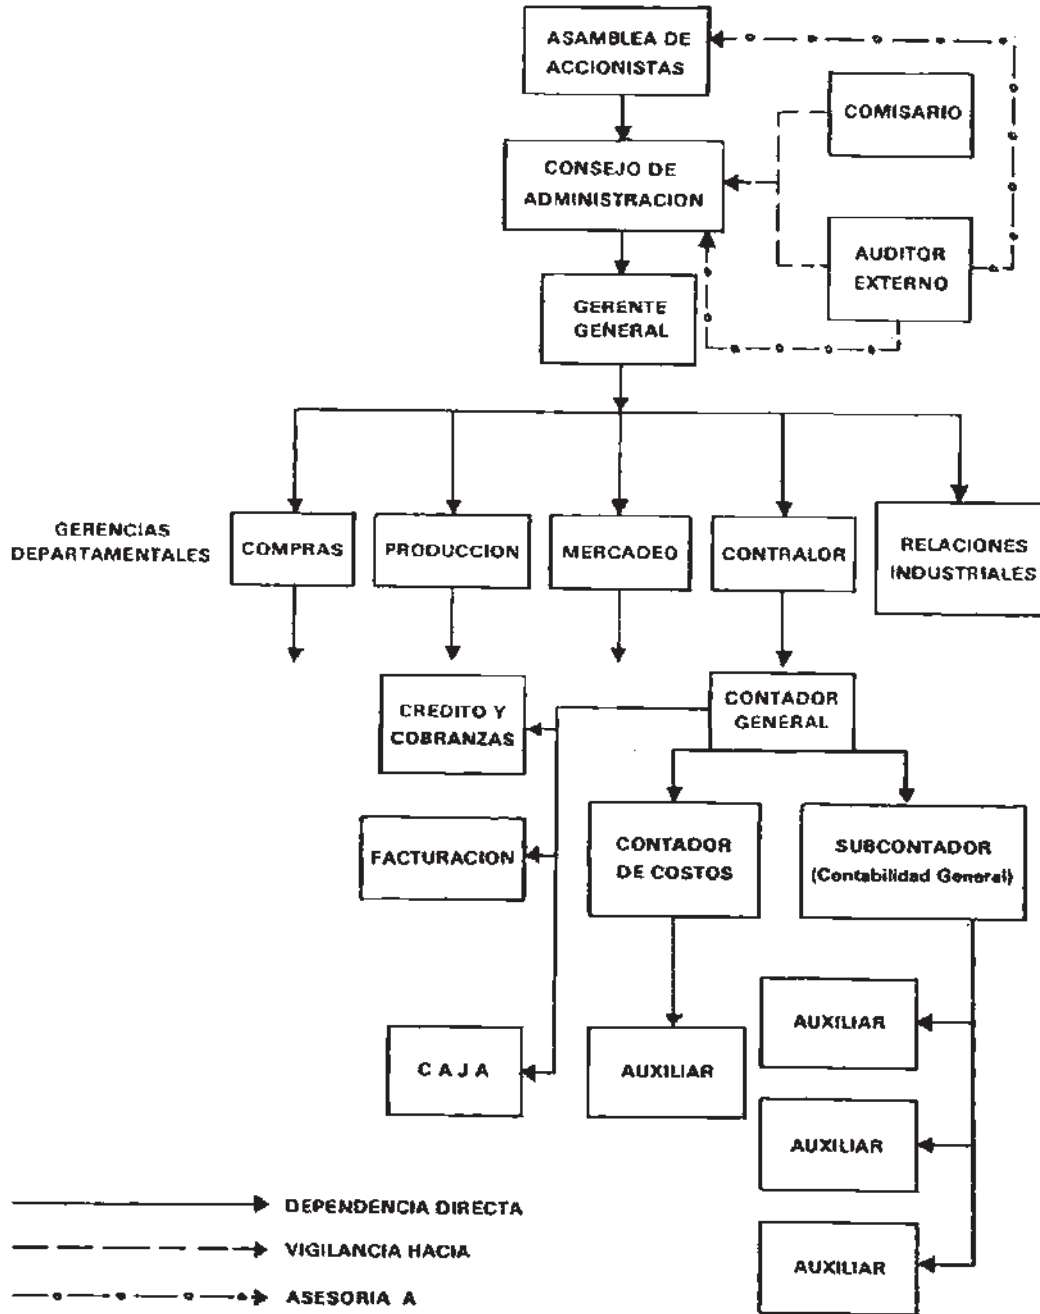 ASAMBLEA DE
ACCIONISTAS
COMISARIO
CONSEJO DE
ADMINISTRACION
AUDITOR
EXTERNO
GERENTE
GENERAL
GERENCIAS
DEPARTAMENTALES
COMPRAS
PRODUCCION
MERCADEO
CONTRALOR
RELACIONES
INDUSTRIALES
CONTADOR
GENERAL
CREDITO Y
COBRANZAS
FACTURACION
CONTADOR
DE COSTOS
SUBCONTADOR
(Contabilidad General)
CAJA
AUXILIAR
AUXILIAR
AUXILIAR
AUXILIAR
DEPENDENCIA DIRECTA
VIGILANCIA HACIA
ASESORIA A